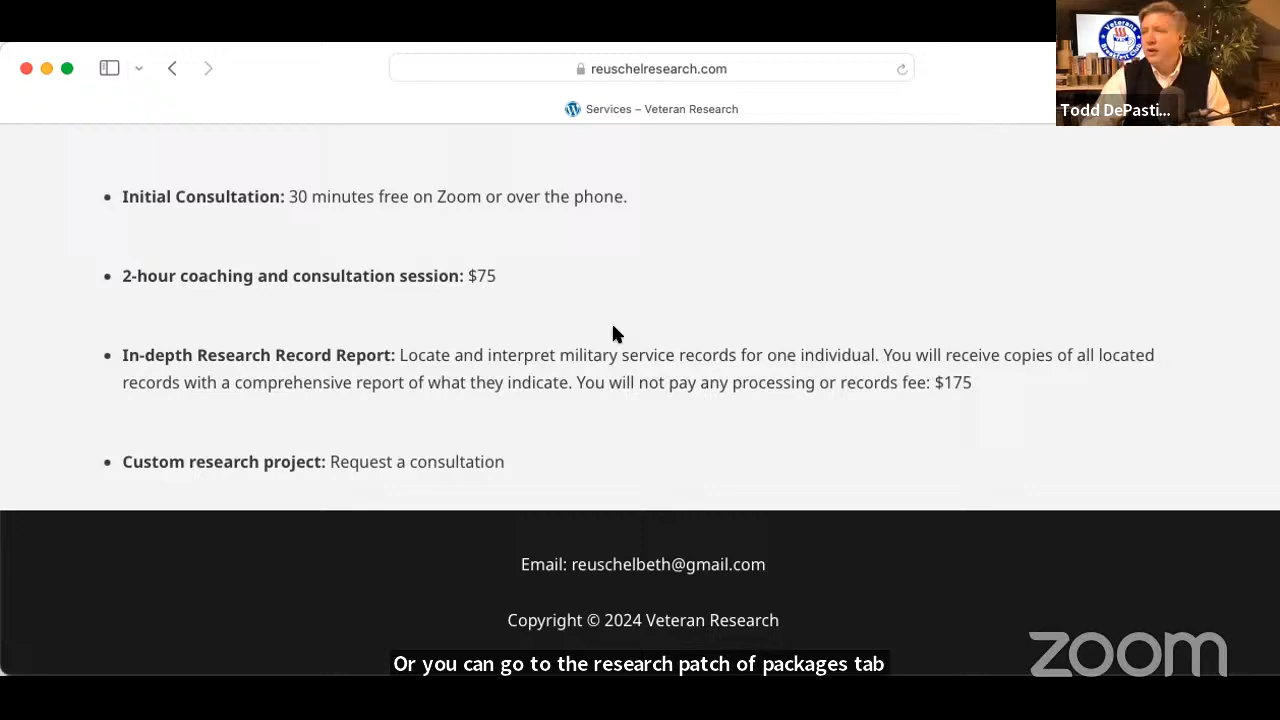 reuschelresearch.com
Services – Veteran Research
Veterans
Breakfast Club
Todd DePasti...
• Initial Consultation: 30 minutes free on Zoom or over the phone.
• 2-hour coaching and consultation session: $75
• In-depth Research Record Report: Locate and interpret military service records for one individual. You will receive copies of all located
records with a comprehensive report of what they indicate. You will not pay any processing or records fee: $175
• Custom research project: Request a consultation
Email: reuschelbeth@gmail.com
Copyright © 2024 Veteran Research
zoom
Or you can go to the research patch of packages tab